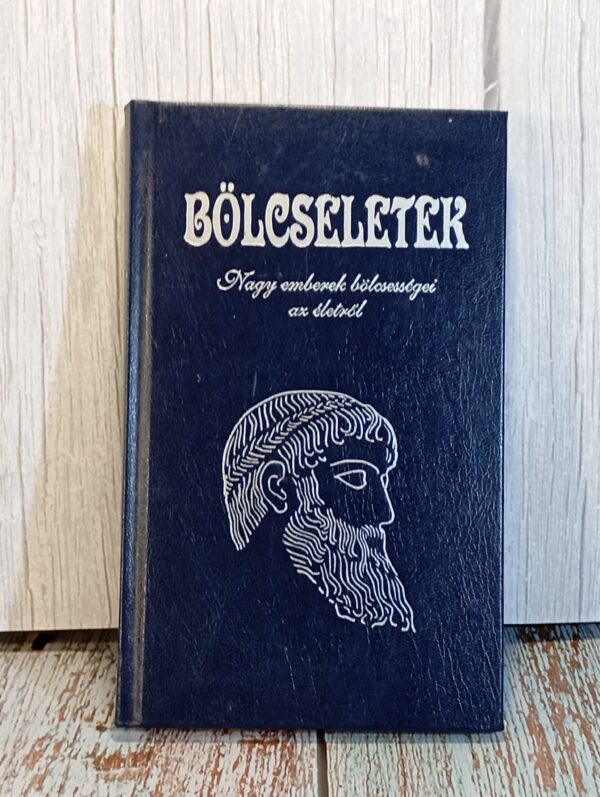 BÖLCSELETEK
Nagy emberek bölcsességei
az életről